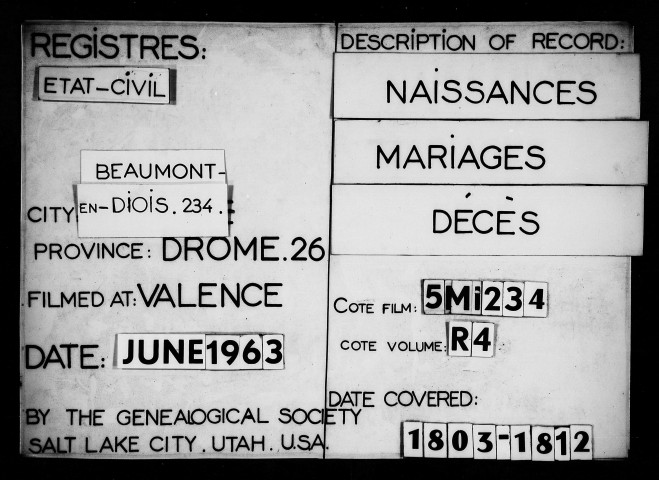 REGISTRES:
ETAT-CIVIL
BEAUMONT-
CITY EN-DIOIS. 234.:
PROVINCE: DROME.26
FILMED AT: VALENCE
DATE: JUNE 1963
BY THE GENEALOGICAL SOCIETY
SALT LAKE CITY, UTAH. U.S.A.
DESCRIPTION OF RECORD:
NAISSANCES
MARIAGES
DÉCÈS
COTE FILM: 5Mi234
COTE VOLUME: R4
DATE COVERED:
1803-1812